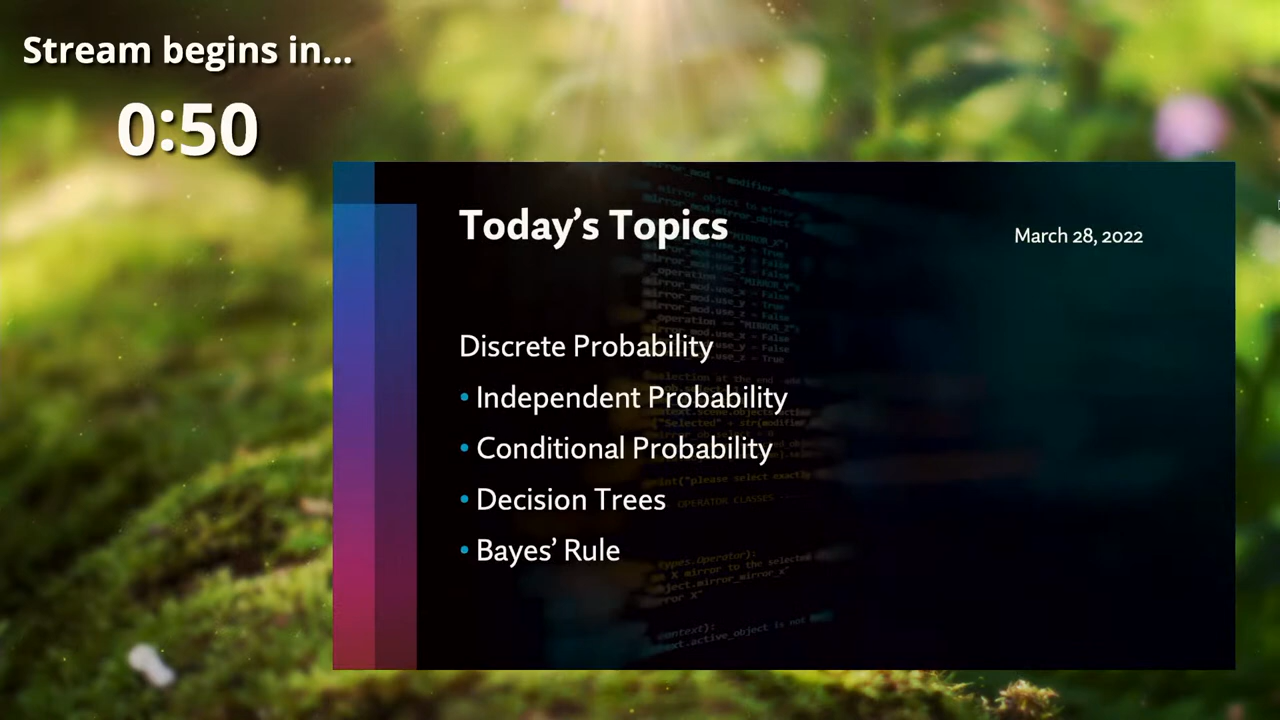 Stream begins in...
0:50
Today's Topics
March 28, 2022
Discrete Probability
• Independent Probability
• Conditional Probability
• Decision Trees
• Bayes' Rule